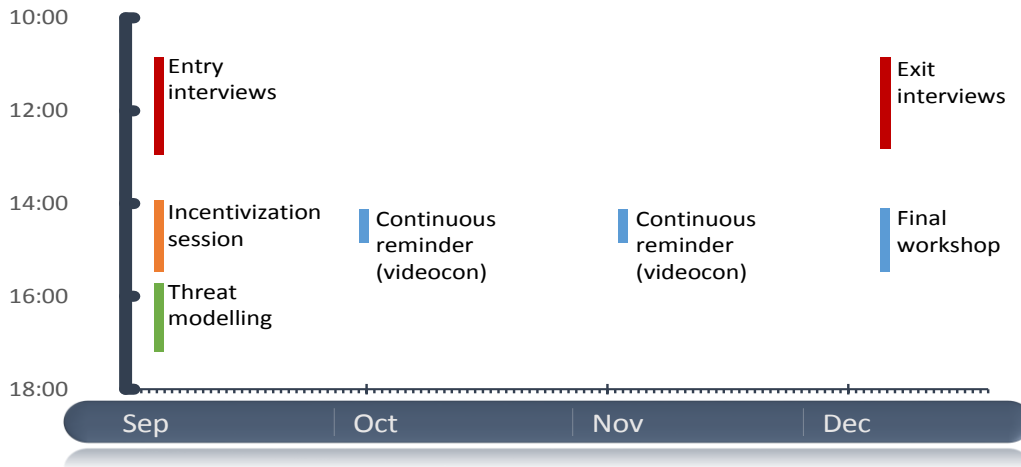 10:00
12:00
14:00
16:00
18:00
Entry
interviews
Exit
interviews
Incentivization
session
Continuous
reminder
(videocon)
Continuous
reminder
(videocon)
Final
workshop
Threat
modelling
Sep
Oct
Nov
Dec